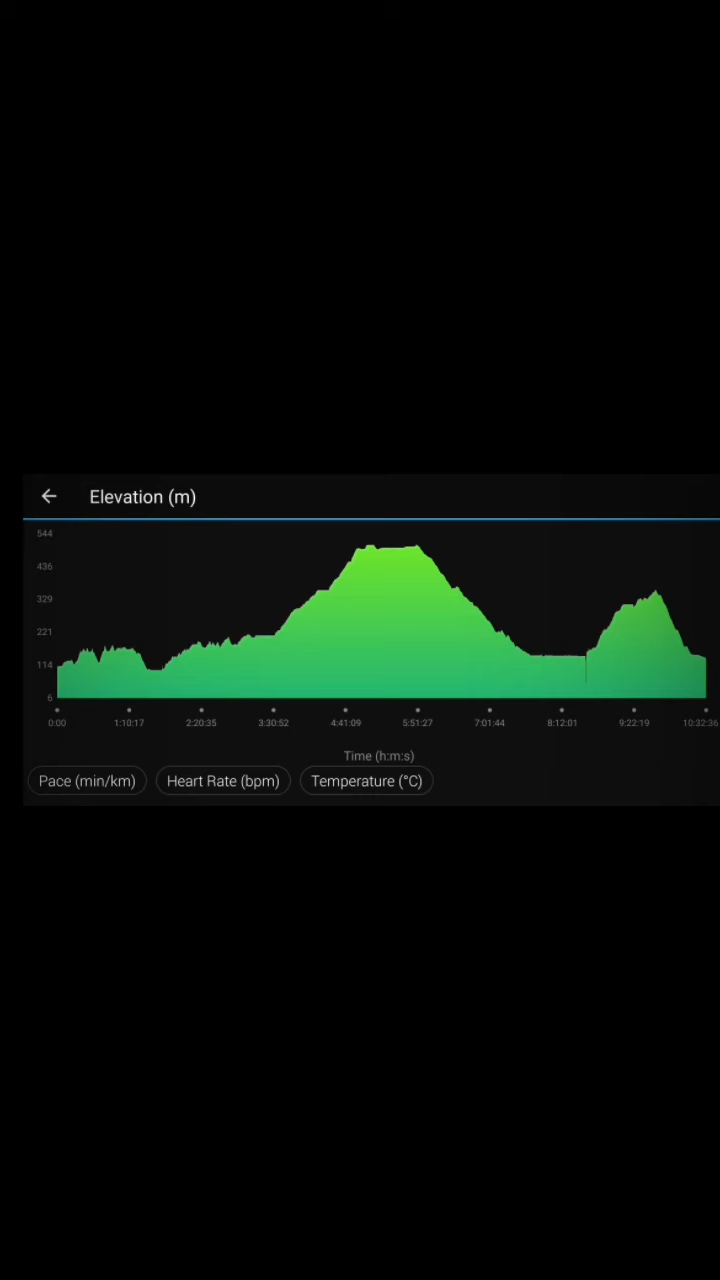 Elevation (m)
544
436
329
221
114
6
0:00 1:10:17 2:20:35 3:30:52 4:41:09 5:51:27 7:01:44 8:12:01 9:22:19 10:32:36
Time (h:m:s)
Pace (min/km) Heart Rate (bpm) Temperature (°C)